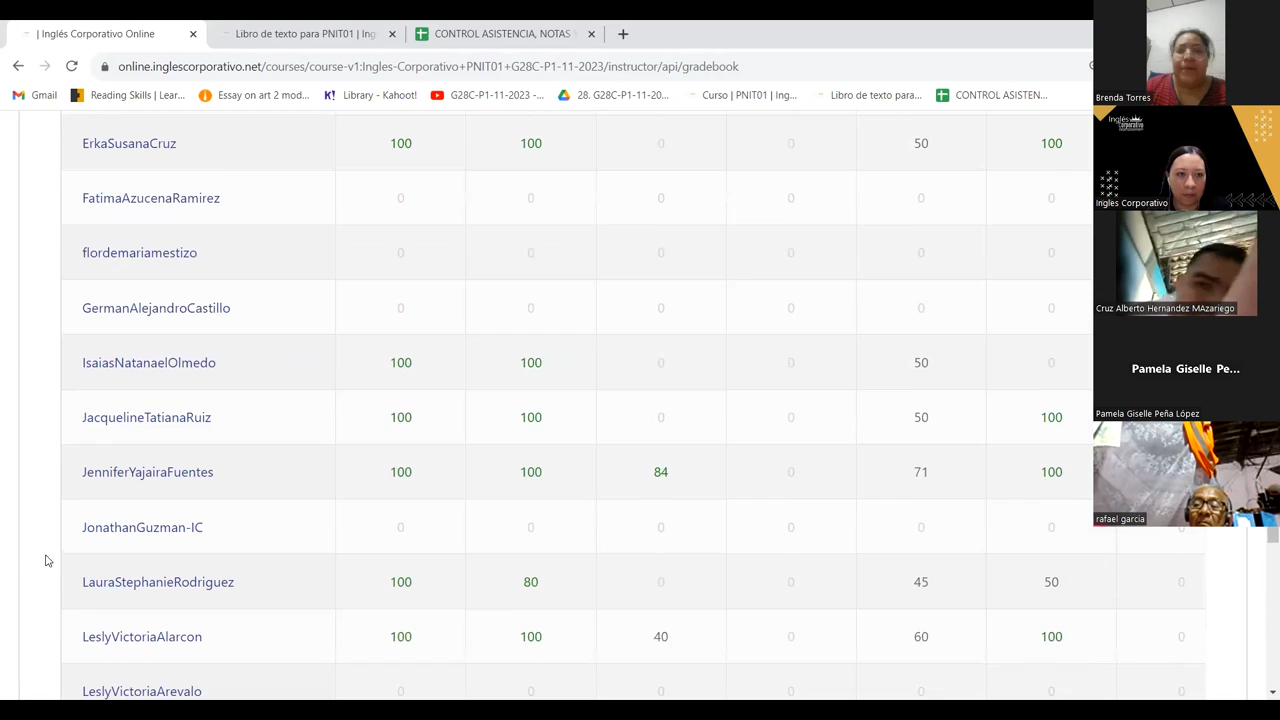 | Inglés Corporativo Online
Libro de texto para PNIT01 | Ing
CONTROL ASISTENCIA, NOTAS
online.inglescorporativo.net/courses/course-v1:Ingles-Corporativo+PNIT01+G28C-P1-11-2023/instructor/api/gradebook
Gmail Reading Skills | Lear... Essay on art 2 mod... Library - Kahoot! G28C-P1-11-2023 -... 28. G28C-P1-11-20... Curso | PNIT01 | Ing... Libro de texto para... CONTROL ASISTEN...
ErkaSusanaCruz 100 100 0 0 50 100
FatimaAzucenaRamirez 0 0 0 0 0 0
flordemariamestizo 0 0 0 0 0 0
GermanAlejandroCastillo 0 0 0 0 0 0
IsaiasNatanaelOlmedo 100 100 0 0 50 0
JacquelineTatianaRuiz 100 100 0 0 50 100
JenniferYajairaFuentes 100 100 84 0 71 100
JonathanGuzman-IC 0 0 0 0 0 0 0
LauraStephanieRodriguez 100 80 0 0 45 50 0
LeslyVictoriaAlarcon 100 100 40 0 60 100 0
LeslyVictoriaArevalo 0 0 0 0 0 0 0
Brenda Torres
Inglés
Corporativo
Ingles Corporativo
Cruz Alberto Hernandez MAzariego
Pamela Giselle Pe...
Pamela Giselle Peña López
rafael garcia